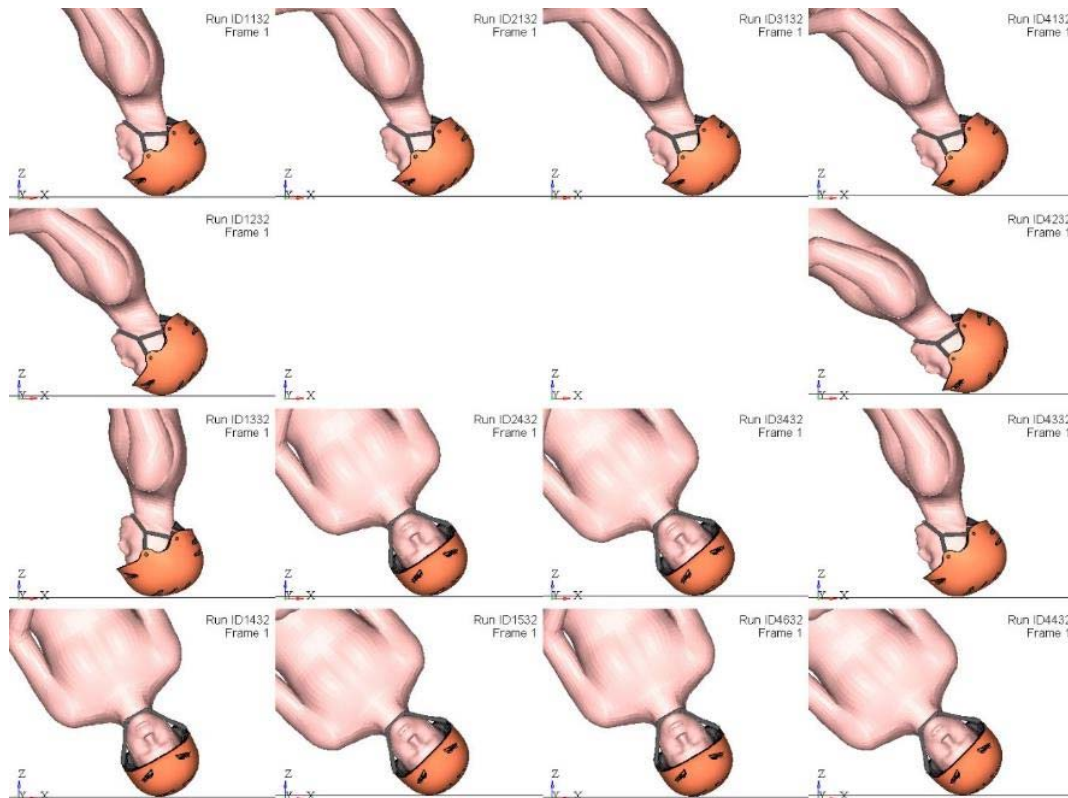 Run ID1132
Frame 1
Z
Y X
Run ID2132
Frame 1
Z
Y X
Run ID3132
Frame 1
Z
Y X
Run ID4132
Frame 1
Z
Y X
Run ID1232
Frame 1
Z
Y X
Z
Y X
Z
Y X
Run ID4232
Frame 1
Z
Y X
Run ID1332
Frame 1
Z
Y X
Run ID2432
Frame 1
Z
Y X
Run ID3432
Frame 1
Z
Y X
Run ID4332
Frame 1
Z
Y X
Run ID1432
Frame 1
Z
Y X
Run ID1532
Frame 1
Z
Y X
Run ID4632
Frame 1
Z
Y X
Run ID4432
Frame 1
Z
Y X